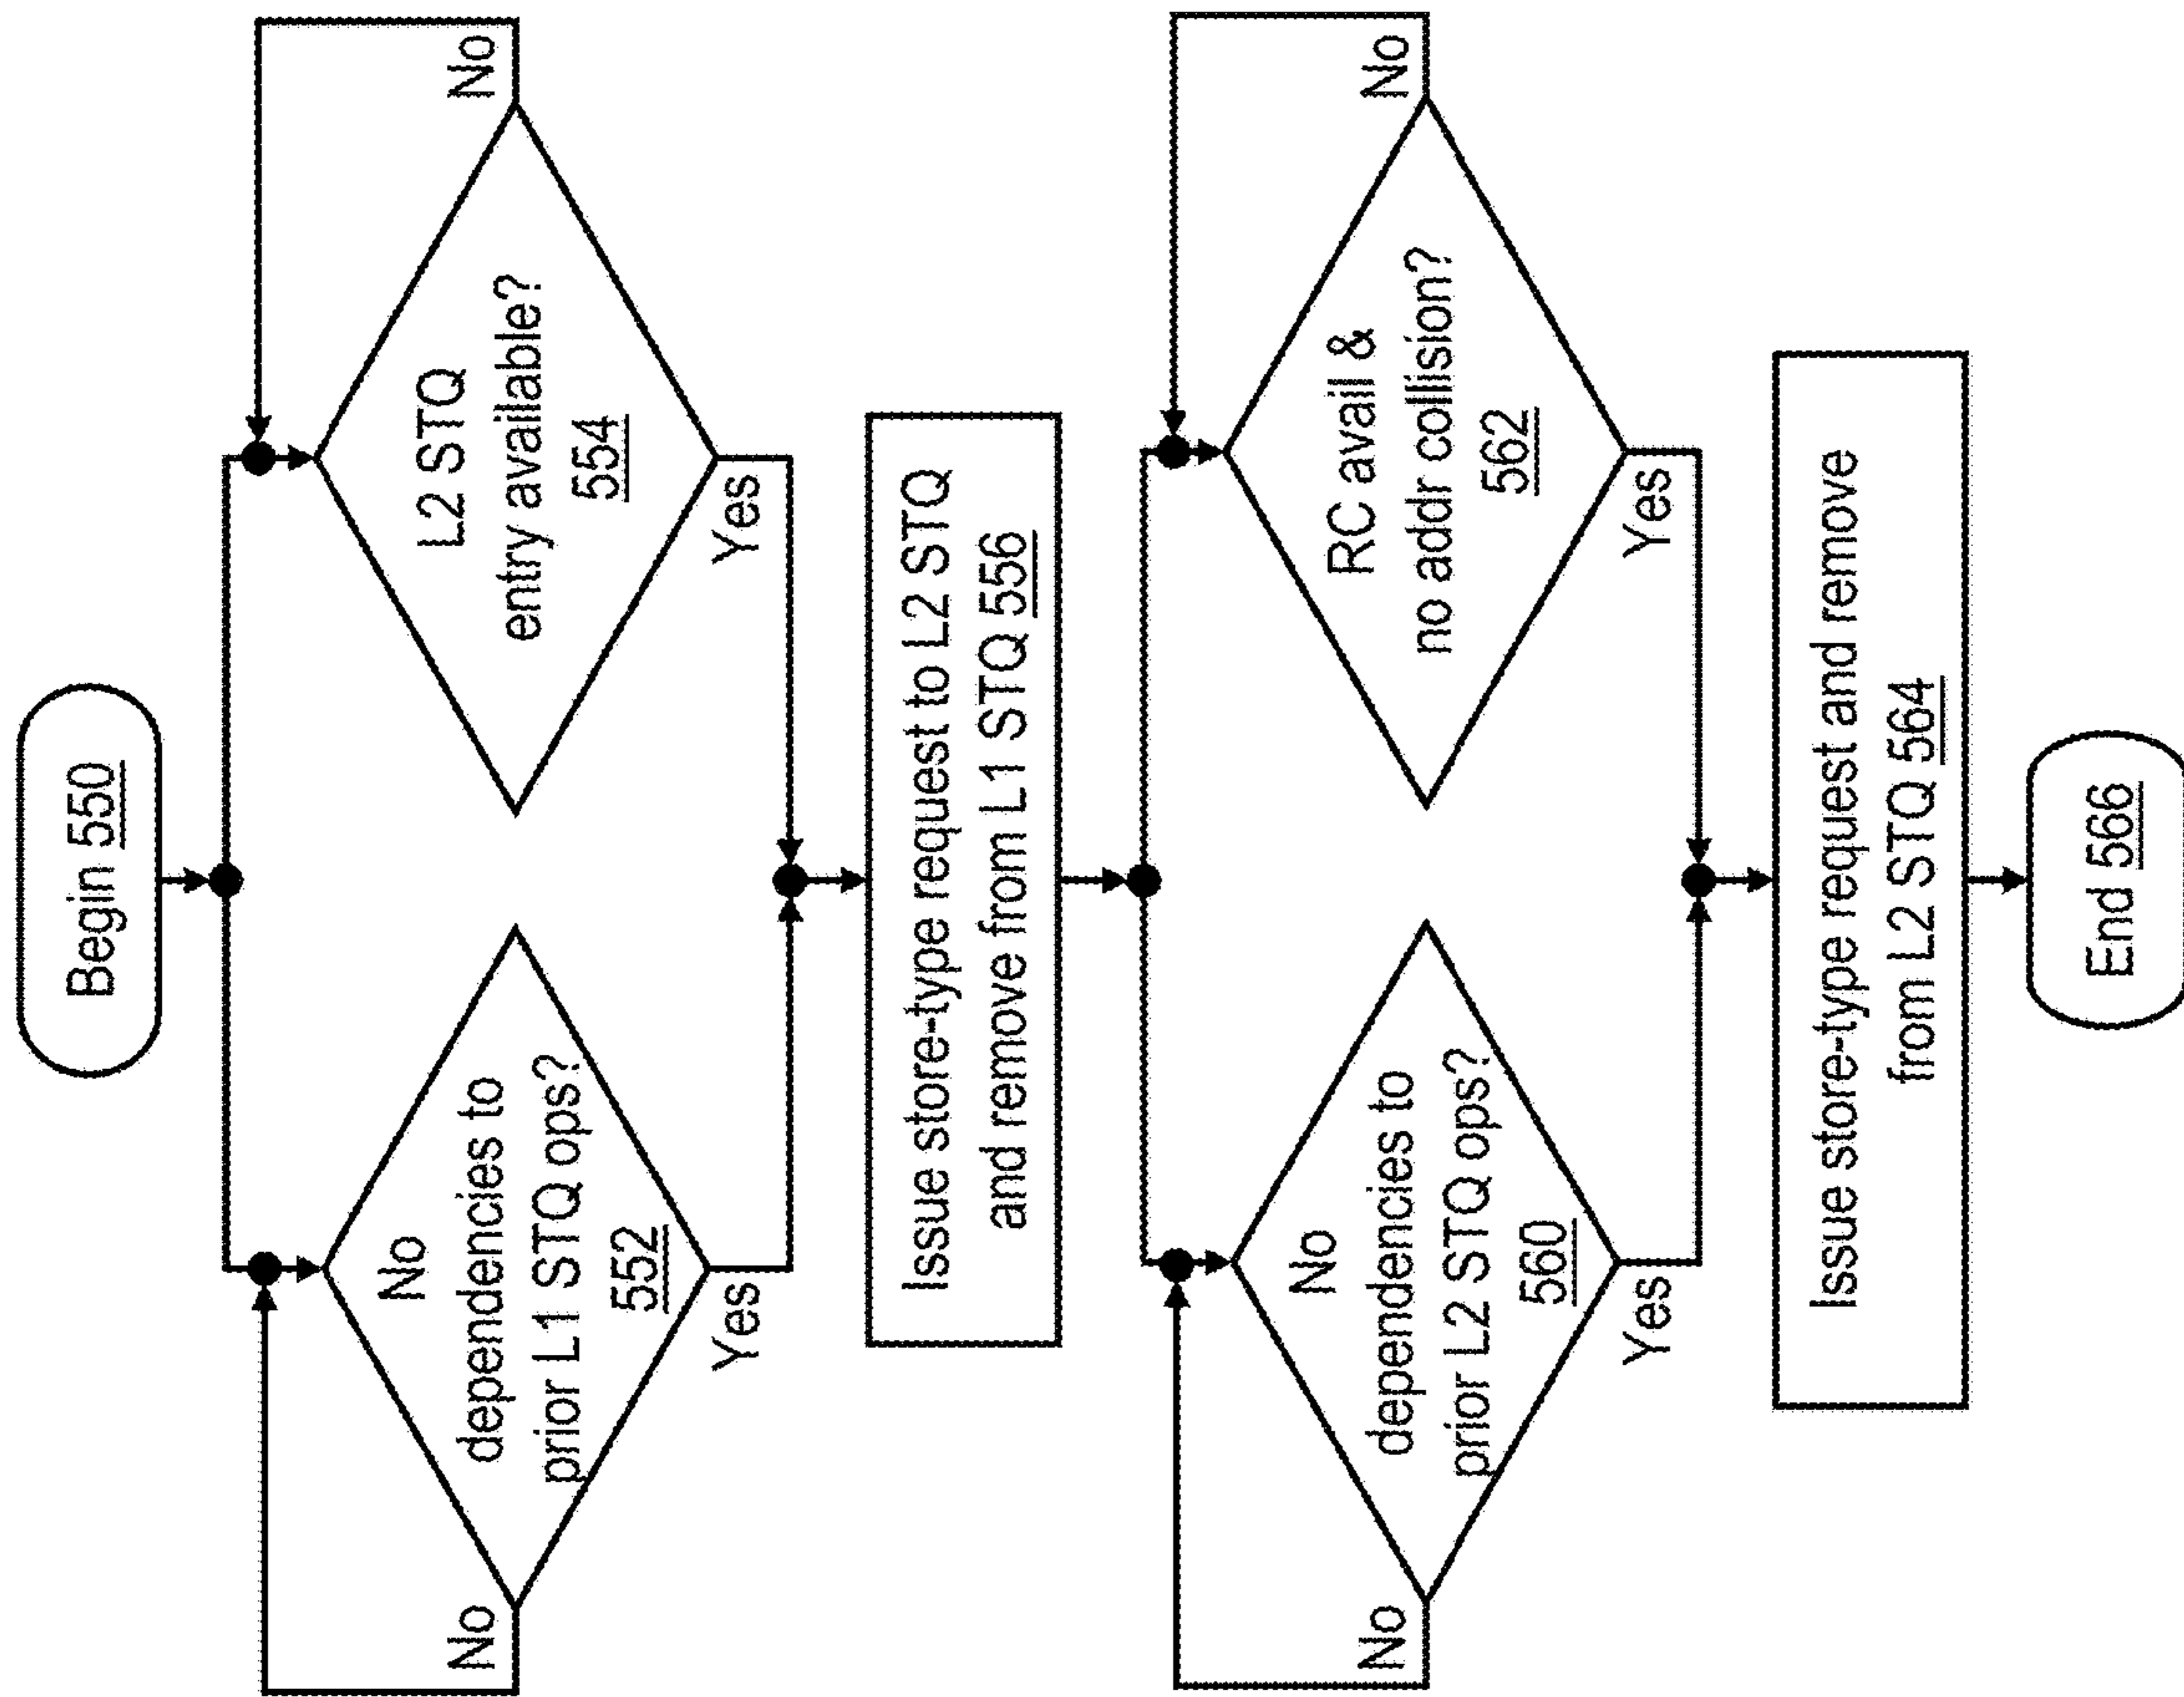 Begin 550
No
dependencies to
prior L1 STQ ops?
552
No
Yes
L2 STQ
entry available?
554
No
Yes
Issue store-type request to L2 STQ
and remove from L1 STQ 556
No
dependencies to
prior L2 STQ ops?
560
No
Yes
RC avail &
no addr collision?
562
No
Yes
Issue store-type request and remove
from L2 STQ 564
End 566